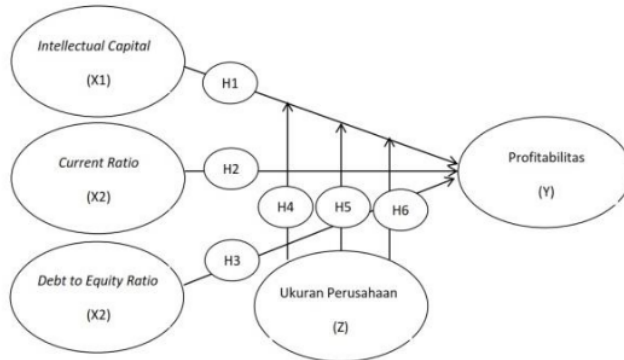 Intellectual Capital
(X1)
H1
Current Ratio
(X2)
H2
Profitabilitas
(Y)
H4
H5
H6
H3
Debt to Equity Ratio
(X2)
Ukuran Perusahaan
(Z)